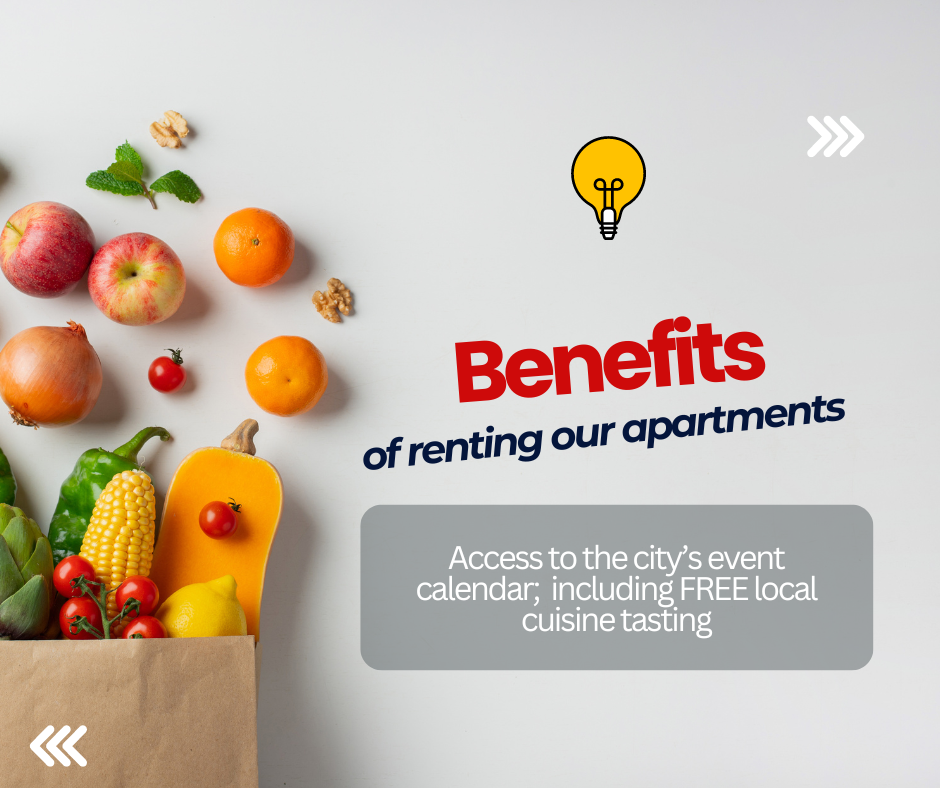 Benefits
of renting our apartments
Access to the city’s event
calendar;  including FREE local
cuisine tasting